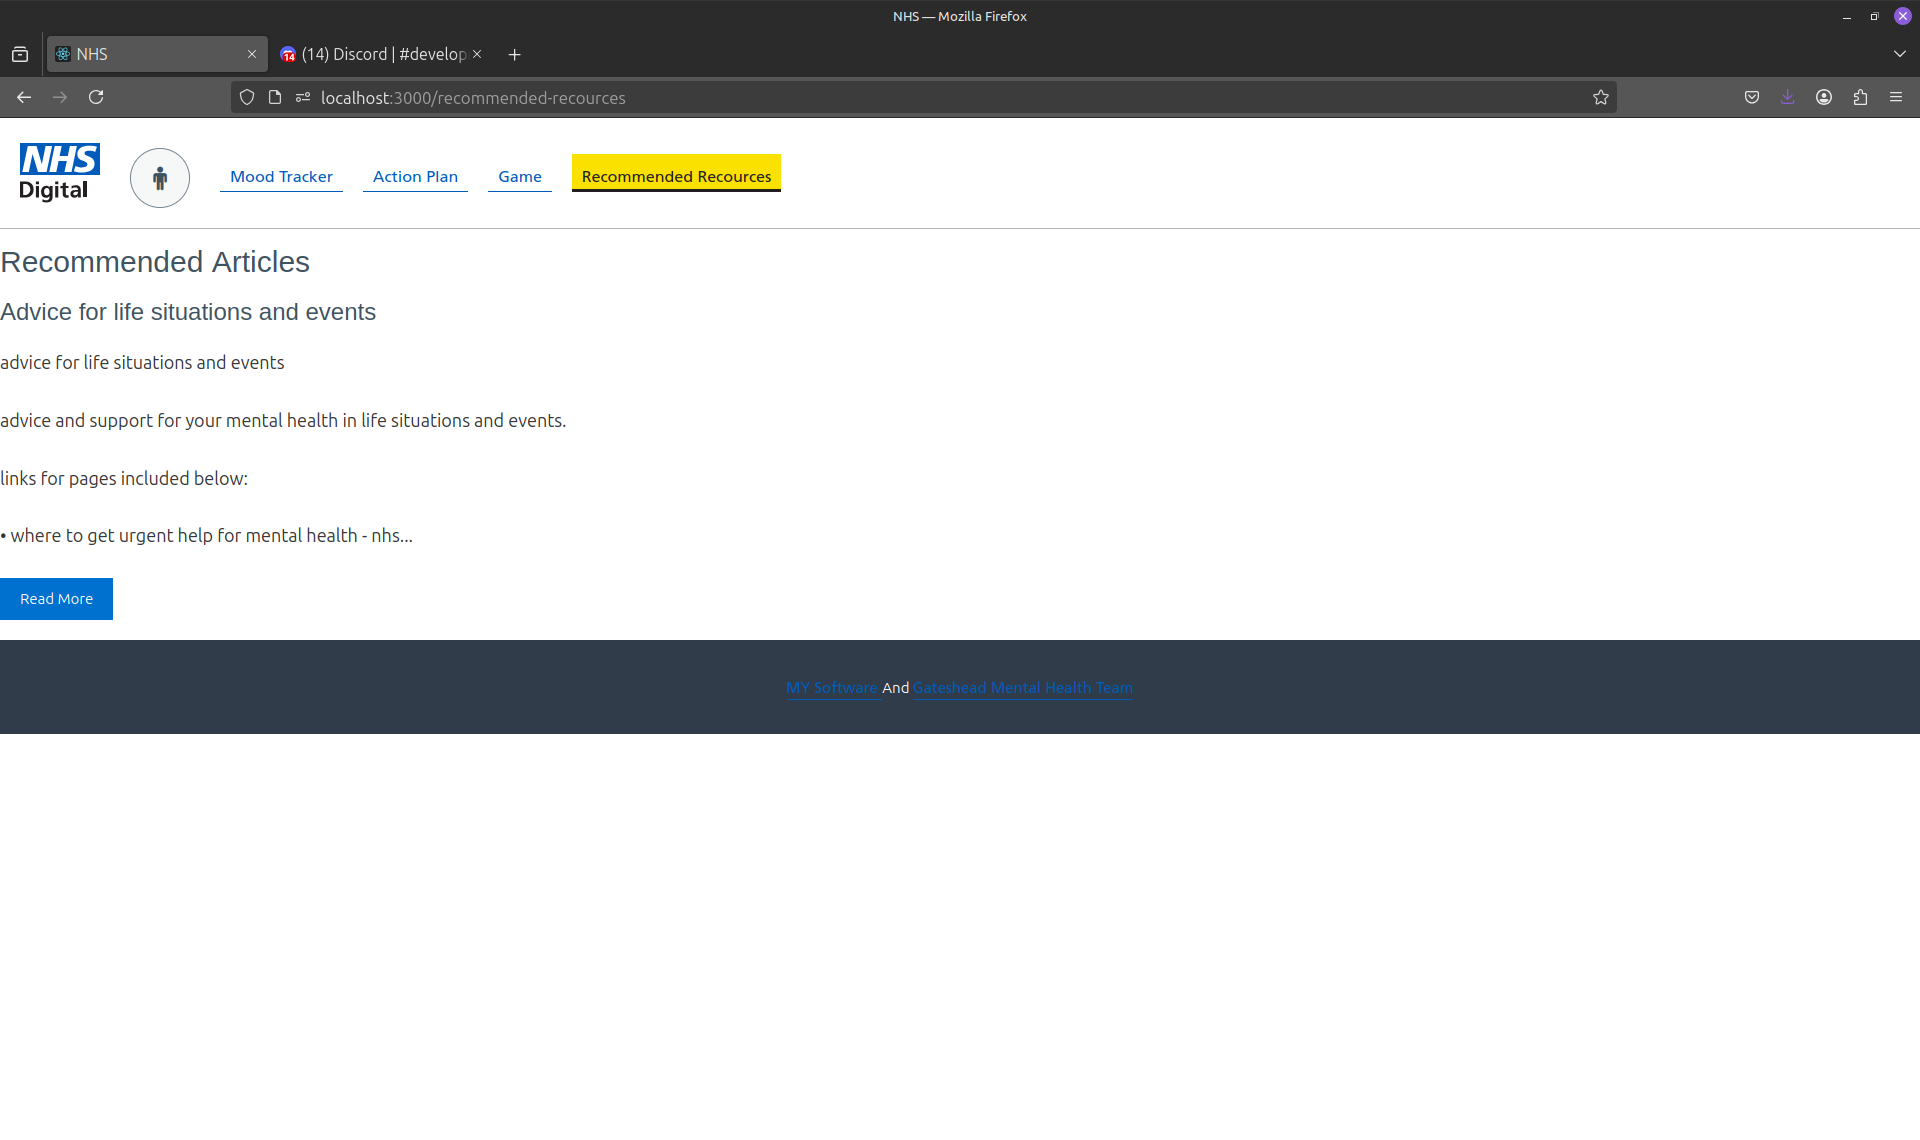 NHS — Mozilla Firefox
NHS
14
(14) Discord | #develop
localhost:3000/recommended-recources
NHS
Digital
Mood Tracker
Action Plan
Game
Recommended Recources
Recommended Articles
Advice for life situations and events
advice for life situations and events
advice and support for your mental health in life situations and events.
links for pages included below:
• where to get urgent help for mental health - nhs...
Read More
MY Software And Gateshead Mental Health Team